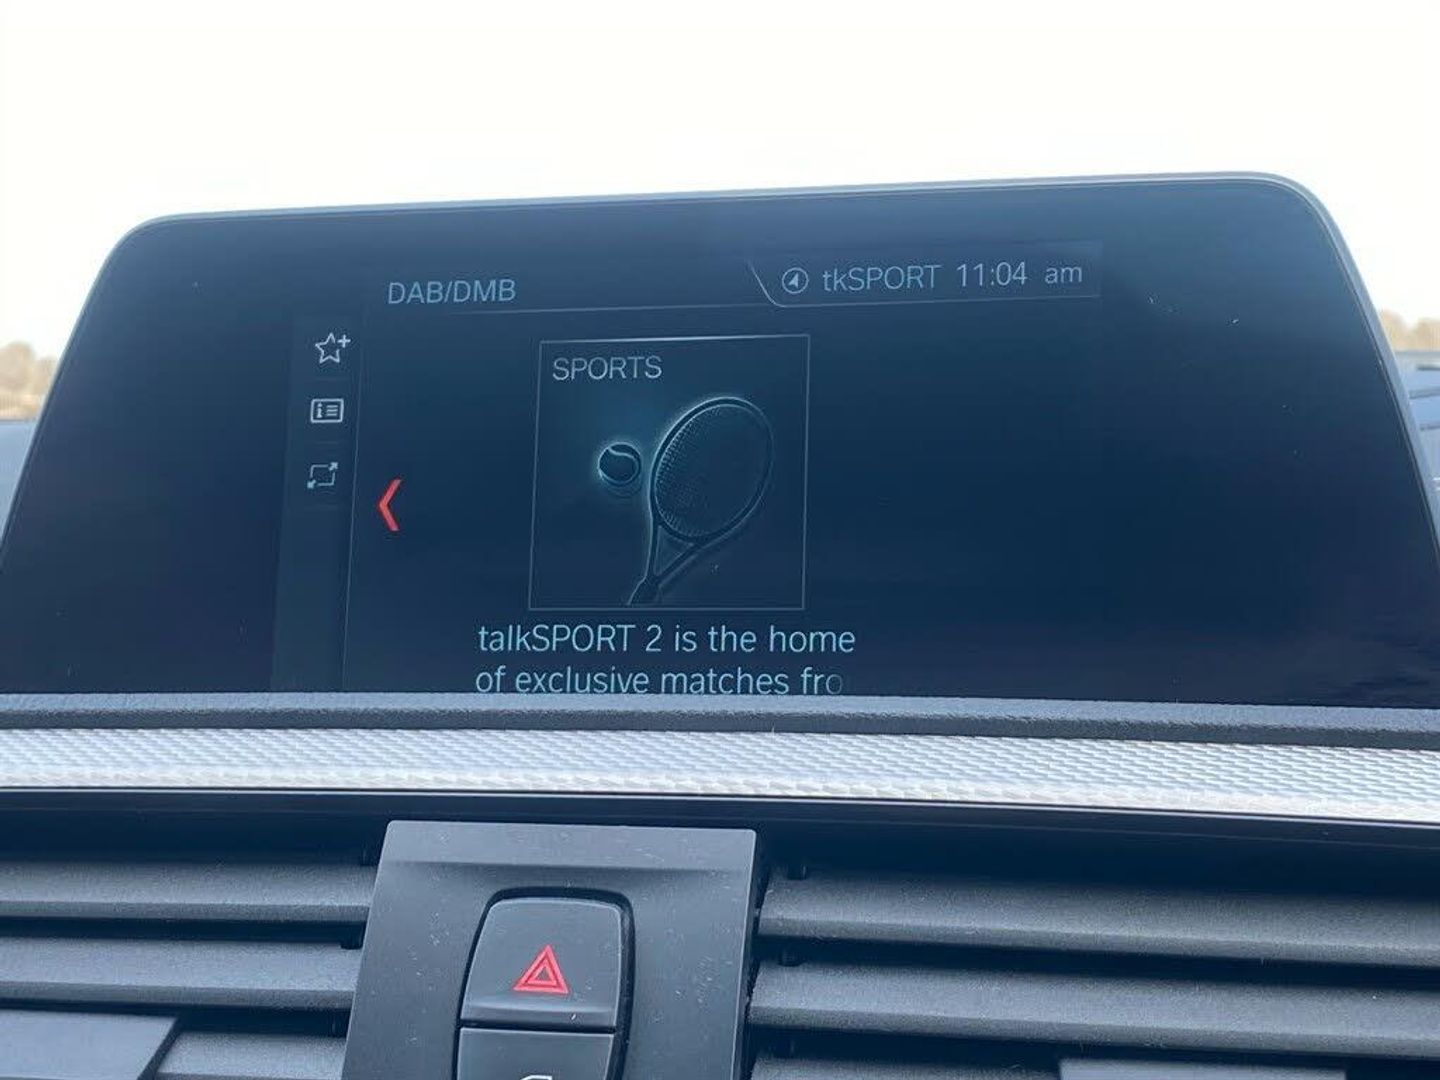 DAB/DMB
tkSPORT 11:04 am
SPORTS
talkSPORT 2 is the home
of exclusive matches fro